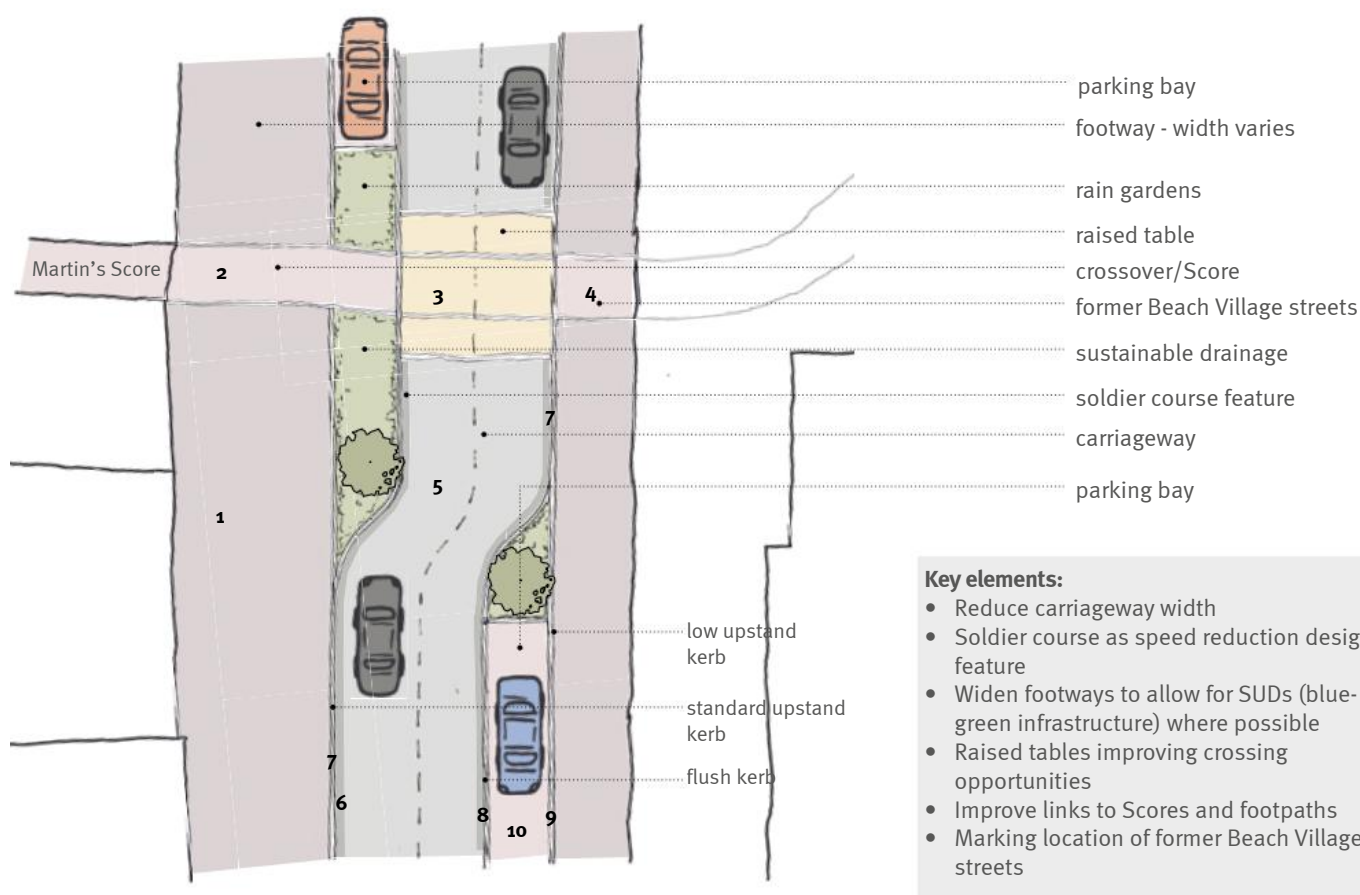 parking bay
footway - width varies
rain gardens
raised table
Martin's Score
2
crossover/Score
3
4
former Beach Village streets
sustainable drainage
soldier course feature
7
carriageway
5
parking bay
1
low upstand
kerb
standard upstand
kerb
flush kerb
7
6
8
10
9
Key elements:
• Reduce carriageway width
• Soldier course as speed reduction desig
feature
• Widen footways to allow for SUDs (blue-
green infrastructure) where possible
• Raised tables improving crossing
opportunities
• Improve links to Scores and footpaths
• Marking location of former Beach Village
streets